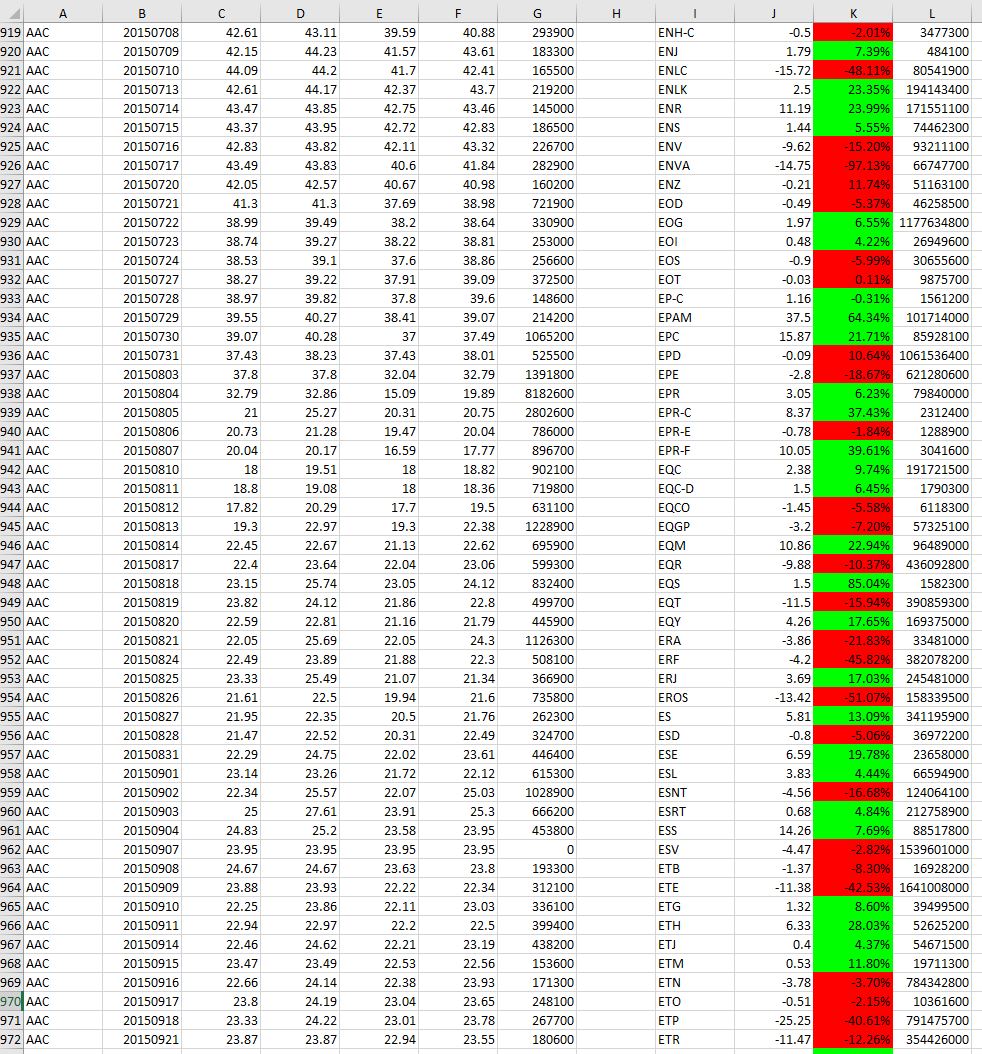 A B C D E F G H I J K L
919 AAC 20150708 42.61 43.11 39.59 40.88 293900 ENH-C -0.5 -2.01% 3477300
920 AAC 20150709 42.15 44.23 41.57 43.61 183300 ENJ 1.79 7.39% 484100
921 AAC 20150710 44.09 44.2 41.7 42.41 165500 ENLC -15.72 -48.11% 80541900
922 AAC 20150713 42.61 44.17 42.37 43.7 219200 ENLK 2.5 23.35% 194143400
923 AAC 20150714 43.47 43.85 42.75 43.46 145000 ENR 11.19 23.99% 171551100
924 AAC 20150715 43.37 43.95 42.72 42.83 186500 ENS 1.44 5.55% 74462300
925 AAC 20150716 42.83 43.82 42.11 43.32 226700 ENV -9.62 -15.20% 93211100
926 AAC 20150717 43.49 43.83 40.6 41.84 282900 ENVA -14.75 -97.13% 66747700
927 AAC 20150720 42.05 42.57 40.67 40.98 160200 ENZ -0.21 11.74% 51163100
928 AAC 20150721 41.3 41.3 37.69 38.98 721900 EOD -0.49 -5.37% 46258500
929 AAC 20150722 38.99 39.49 38.2 38.64 330900 EOG 1.97 6.55% 1177634800
930 AAC 20150723 38.74 39.27 38.22 38.81 253000 EOI 0.48 4.22% 26949600
931 AAC 20150724 38.53 39.1 37.6 38.86 256600 EOS -0.9 -5.99% 30655600
932 AAC 20150727 38.27 39.22 37.91 39.09 372500 EOT -0.03 0.11% 9875700
933 AAC 20150728 38.97 39.82 37.8 39.6 148600 EP-C 1.16 -0.31% 1561200
934 AAC 20150729 39.55 40.27 38.41 39.07 214200 EPAM 37.5 64.34% 101714000
935 AAC 20150730 39.07 40.28 37 37.49 1065200 EPC 15.87 21.71% 85928100
936 AAC 20150731 37.43 38.23 37.43 38.01 525500 EPD -0.09 10.64% 1061536400
937 AAC 20150803 37.8 37.8 32.04 32.79 1391800 EPE -2.8 -18.67% 621280600
938 AAC 20150804 32.79 32.86 15.09 19.89 8182600 EPR 3.05 6.23% 79840000
939 AAC 20150805 21 25.27 20.31 20.75 2802600 EPR-C 8.37 37.43% 2312400
940 AAC 20150806 20.73 21.28 19.47 20.04 786000 EPR-E -0.78 -1.84% 1288900
941 AAC 20150807 20.04 20.17 16.59 17.77 896700 EPR-F 10.05 39.61% 3041600
942 AAC 20150810 18 19.51 18 18.82 902100 EQC 2.38 9.74% 191721500
943 AAC 20150811 18.8 19.08 18 18.36 719800 EQC-D 1.5 6.45% 1790300
944 AAC 20150812 17.82 20.29 17.7 19.5 631100 EQCO -1.45 -5.58% 6118300
945 AAC 20150813 19.3 22.97 19.3 22.38 1228900 EQGP -3.2 -7.20% 57325100
946 AAC 20150814 22.45 22.67 21.13 22.62 695900 EQM 10.86 22.94% 96489000
947 AAC 20150817 22.4 23.64 22.04 23.06 599300 EQR -9.88 -10.37% 436092800
948 AAC 20150818 23.15 25.74 23.05 24.12 832400 EQS 1.5 85.04% 1582300
949 AAC 20150819 23.82 24.12 21.86 22.8 499700 EQT -11.5 -15.94% 390859300
950 AAC 20150820 22.59 22.81 21.16 21.79 445900 EQY 4.26 17.65% 169375000
951 AAC 20150821 22.05 25.69 22.05 24.3 1126300 ERA -3.86 -21.83% 33481000
952 AAC 20150824 22.49 23.89 21.88 22.3 508100 ERF -4.2 -45.82% 382078200
953 AAC 20150825 23.33 25.49 21.07 21.34 366900 ERJ 3.69 17.03% 245481000
954 AAC 20150826 21.61 22.5 19.94 21.6 735800 EROS -13.42 -51.07% 158339500
955 AAC 20150827 21.95 22.35 20.5 21.76 262300 ES 5.81 13.09% 341195900
956 AAC 20150828 21.47 22.52 20.31 22.49 324700 ESD -0.8 -5.06% 36972200
957 AAC 20150831 22.29 24.75 22.02 23.61 446400 ESE 6.59 19.78% 23658000
958 AAC 20150901 23.14 23.26 21.72 22.12 615300 ESL 3.83 4.44% 66594900
959 AAC 20150902 22.34 25.57 22.07 25.03 1028900 ESNT -4.56 -16.68% 124064100
960 AAC 20150903 25 27.61 23.91 25.3 666200 ESRT 0.68 4.84% 212758900
961 AAC 20150904 24.83 25.2 23.58 23.95 453800 ESS 14.26 7.69% 88517800
962 AAC 20150907 23.95 23.95 23.95 23.95 0 ESV -4.47 -2.82% 1539601000
963 AAC 20150908 24.67 24.67 23.63 23.8 193300 ETB -1.37 -8.30% 16928200
964 AAC 20150909 23.88 23.93 22.22 22.34 312100 ETE -11.38 -42.53% 1641008000
965 AAC 20150910 22.25 23.86 22.11 23.03 336100 ETG 1.32 8.60% 39499500
966 AAC 20150911 22.94 22.97 22.2 22.5 399400 ETH 6.33 28.03% 52625200
967 AAC 20150914 22.46 24.62 22.21 23.19 438200 ETJ 0.4 4.37% 54671500
968 AAC 20150915 23.47 23.49 22.53 22.56 153600 ETM 0.53 11.80% 19711300
969 AAC 20150916 22.66 24.14 22.38 23.93 171300 ETN -3.78 -3.70% 784342800
970 AAC 20150917 23.8 24.19 23.04 23.65 248100 ETO -0.51 -2.15% 10361600
971 AAC 20150918 23.33 24.22 23.01 23.78 267700 ETP -25.25 -40.61% 791475700
972 AAC 20150921 23.87 23.87 22.94 23.55 180600 ETR -11.47 -12.26% 354426000